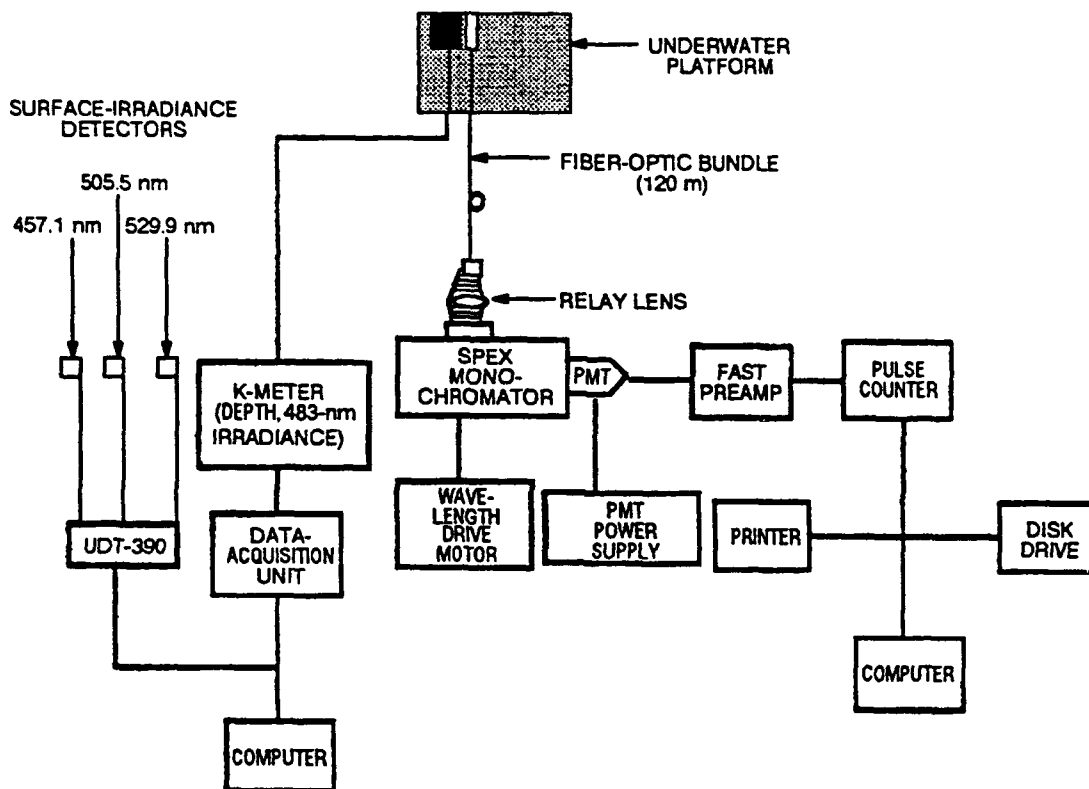 UNDERWATER
PLATFORM
SURFACE-IRRADIANCE
DETECTORS
505.5 nm
457.1 nm
529.9 nm
FIBER-OPTIC BUNDLE
(120 m)
RELAY LENS
K-METER
(DEPTH, 483-nm
IRRADIANCE)
SPEX
MONO-
CHROMATOR
PMT
FAST
PREAMP
PULSE
COUNTER
UDT-390
DATA-
ACQUISITION
UNIT
WAVE-
LENGTH
DRIVE
MOTOR
PMT
POWER
SUPPLY
PRINTER
DISK
DRIVE
COMPUTER
COMPUTER